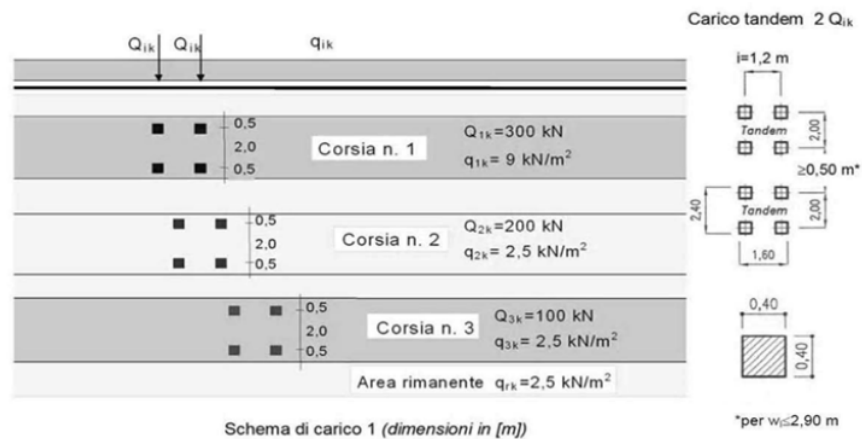 Carico tandem 2 Qik
Qik Qik qik
i=1,2 m
0,5
2,0
0,5
Corsia n. 1
Q1k=300 kN
q1k= 9 kN/m²
Tandem
2,00
≥0,50 m*
0,5
2,0
0,5
Corsia n. 2
Q2k=200 kN
q2k= 2,5 kN/m²
2,40
Tandem
2,00
1,60
0,5
2,0
0,5
Corsia n. 3
Q3k=100 kN
q3k= 2,5 kN/m²
0,40
0,40
Area rimanente qrk=2,5 kN/m²
Schema di carico 1 (dimensioni in [m])
*per wl≤2,90 m